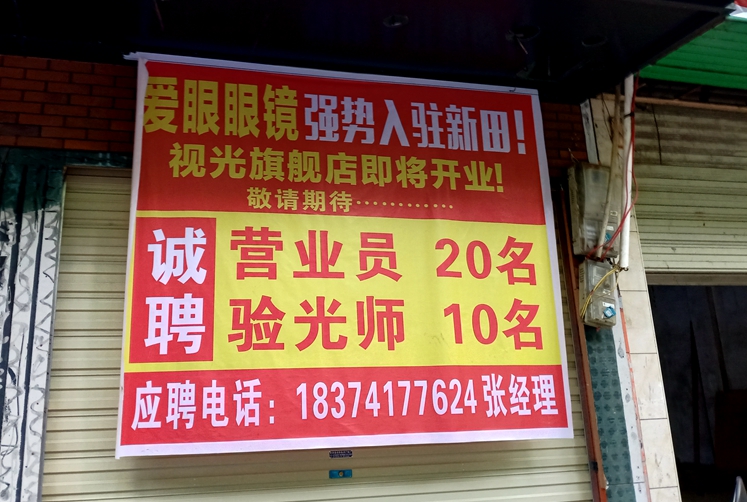 爱眼眼镜强势入驻新田!
视光旗舰店即将开业!
敬请期待…………
诚聘
营业员 20名
验光师 10名
应聘电话：18374177624 张经理